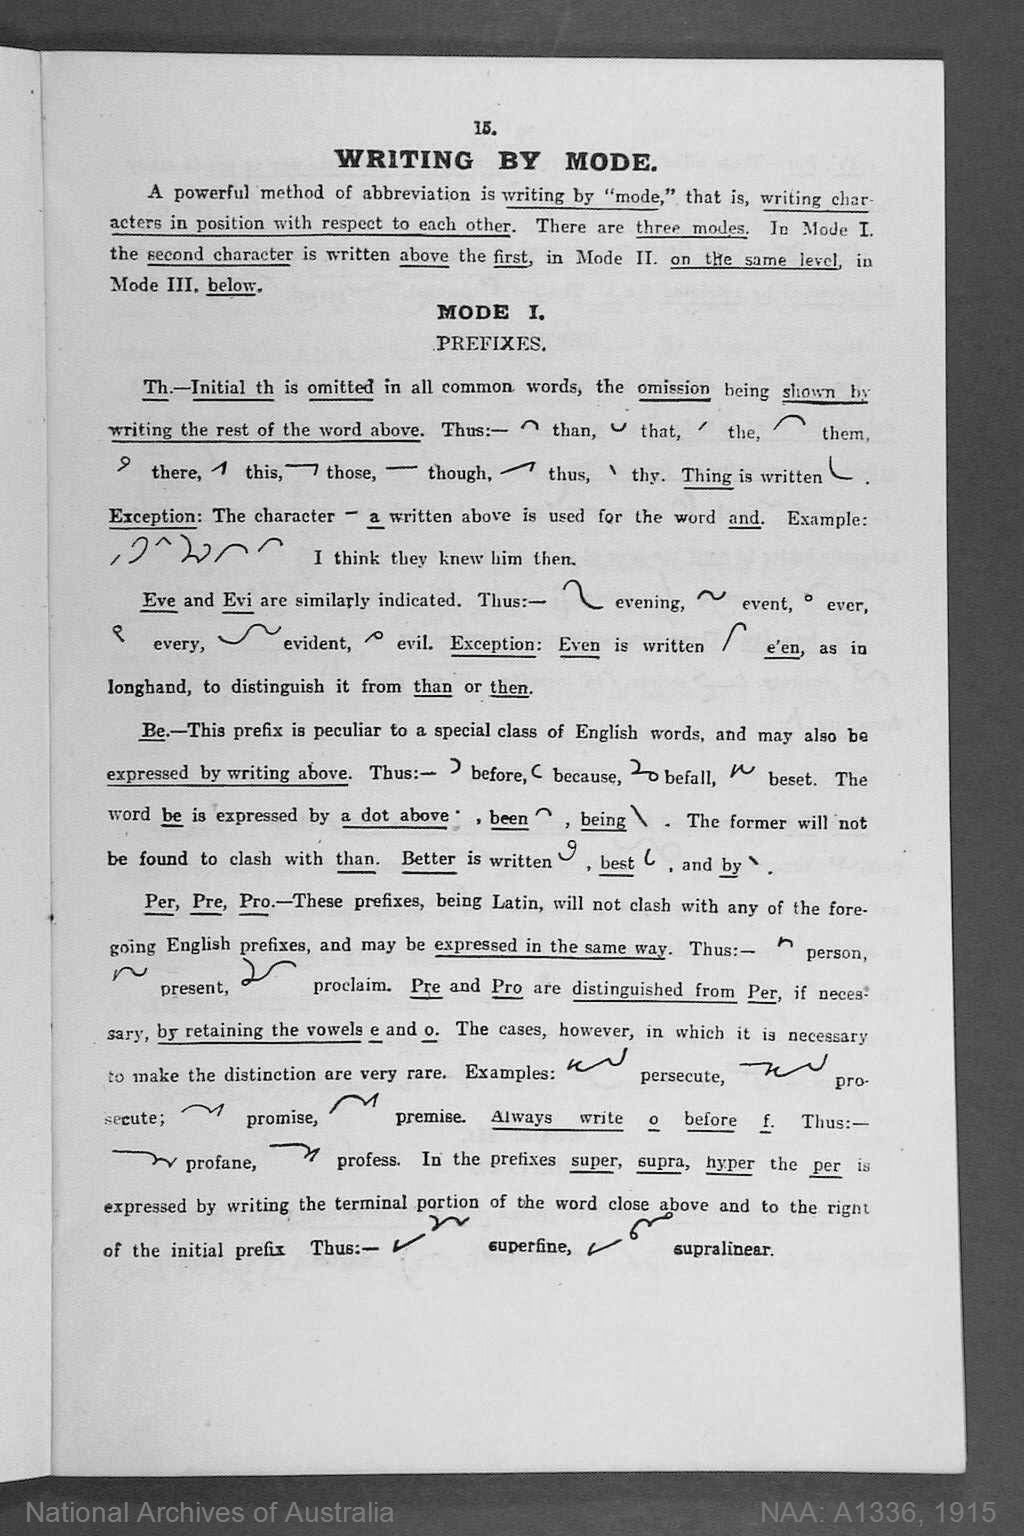 15.
WRITING BY MODE.
A powerful method of abbreviation is writing by "mode," that is, writing char-
acters in position with respect to each other. There are three modes. In Mode I.
the second character is written above the first, in Mode II. on the same level, in
Mode III. below.
MODE I.
PREFIXES.
Th.—Initial th is omitted in all common words, the omission being shown by
writing the rest of the word above. Thus:— than, that, the, them,
there, this, those, though, thus, thy. Thing is written .
Exception: The character a written above is used for the word and. Example:
I think they knew him then.
Eve and Evi are similarly indicated. Thus:— evening, event, ever,
every, evident, evil. Exception: Even is written e'en, as in
longhand, to distinguish it from than or then.
Be.—This prefix is peculiar to a special class of English words, and may also be
expressed by writing above. Thus:— before, because, befall, beset. The
word be is expressed by a dot above , been , being . The former will not
be found to clash with than. Better is written , best , and by .
Per, Pre, Pro.—These prefixes, being Latin, will not clash with any of the fore-
going English prefixes, and may be expressed in the same way. Thus:— person,
present, proclaim. Pre and Pro are distinguished from Per, if neces-
sary, by retaining the vowels e and o. The cases, however, in which it is necessary
to make the distinction are very rare. Examples: persecute, pro-
secute; promise, premise. Always write o before f. Thus:—
profane, profess. In the prefixes super, supra, hyper the per is
expressed by writing the terminal portion of the word close above and to the right
of the initial prefix Thus:— superfine, supralinear.
National Archives of Australia
NAA: A1336, 1915